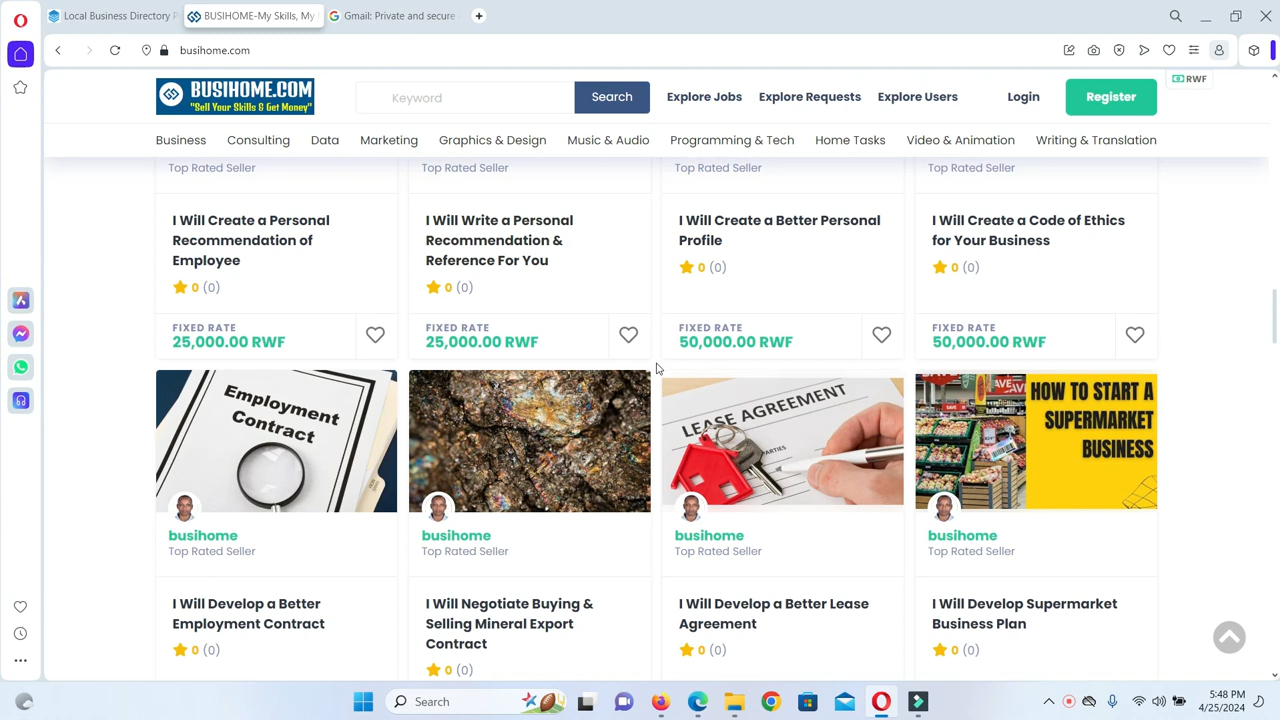 Local Business Directory P
BUSIHOME-My Skills, My
Gmail: Private and secure
busihome.com
BUSIHOME.COM
"Sell Your Skills & Get Money"
Keyword
Search
Explore Jobs
Explore Requests
Explore Users
Login
Register
RWF
Business
Consulting
Data
Marketing
Graphics & Design
Music & Audio
Programming & Tech
Home Tasks
Video & Animation
Writing & Translation
Top Rated Seller
Top Rated Seller
Top Rated Seller
Top Rated Seller
I Will Create a Personal
Recommendation of
Employee
0 (0)
FIXED RATE
25,000.00 RWF
I Will Write a Personal
Recommendation &
Reference For You
0 (0)
FIXED RATE
25,000.00 RWF
I Will Create a Better Personal
Profile
0 (0)
FIXED RATE
50,000.00 RWF
I Will Create a Code of Ethics
for Your Business
0 (0)
FIXED RATE
50,000.00 RWF
Employment
Contract
busihome
Top Rated Seller
I Will Develop a Better
Employment Contract
0 (0)
busihome
Top Rated Seller
I Will Negotiate Buying &
Selling Mineral Export
Contract
0 (0)
LEASE AGREEMENT
PARTIES
busihome
Top Rated Seller
I Will Develop a Better Lease
Agreement
0 (0)
SAVE
HOW TO START A
SUPERMARKET
BUSINESS
busihome
Top Rated Seller
I Will Develop Supermarket
Business Plan
0 (0)
Search
5:48 PM
4/25/2024